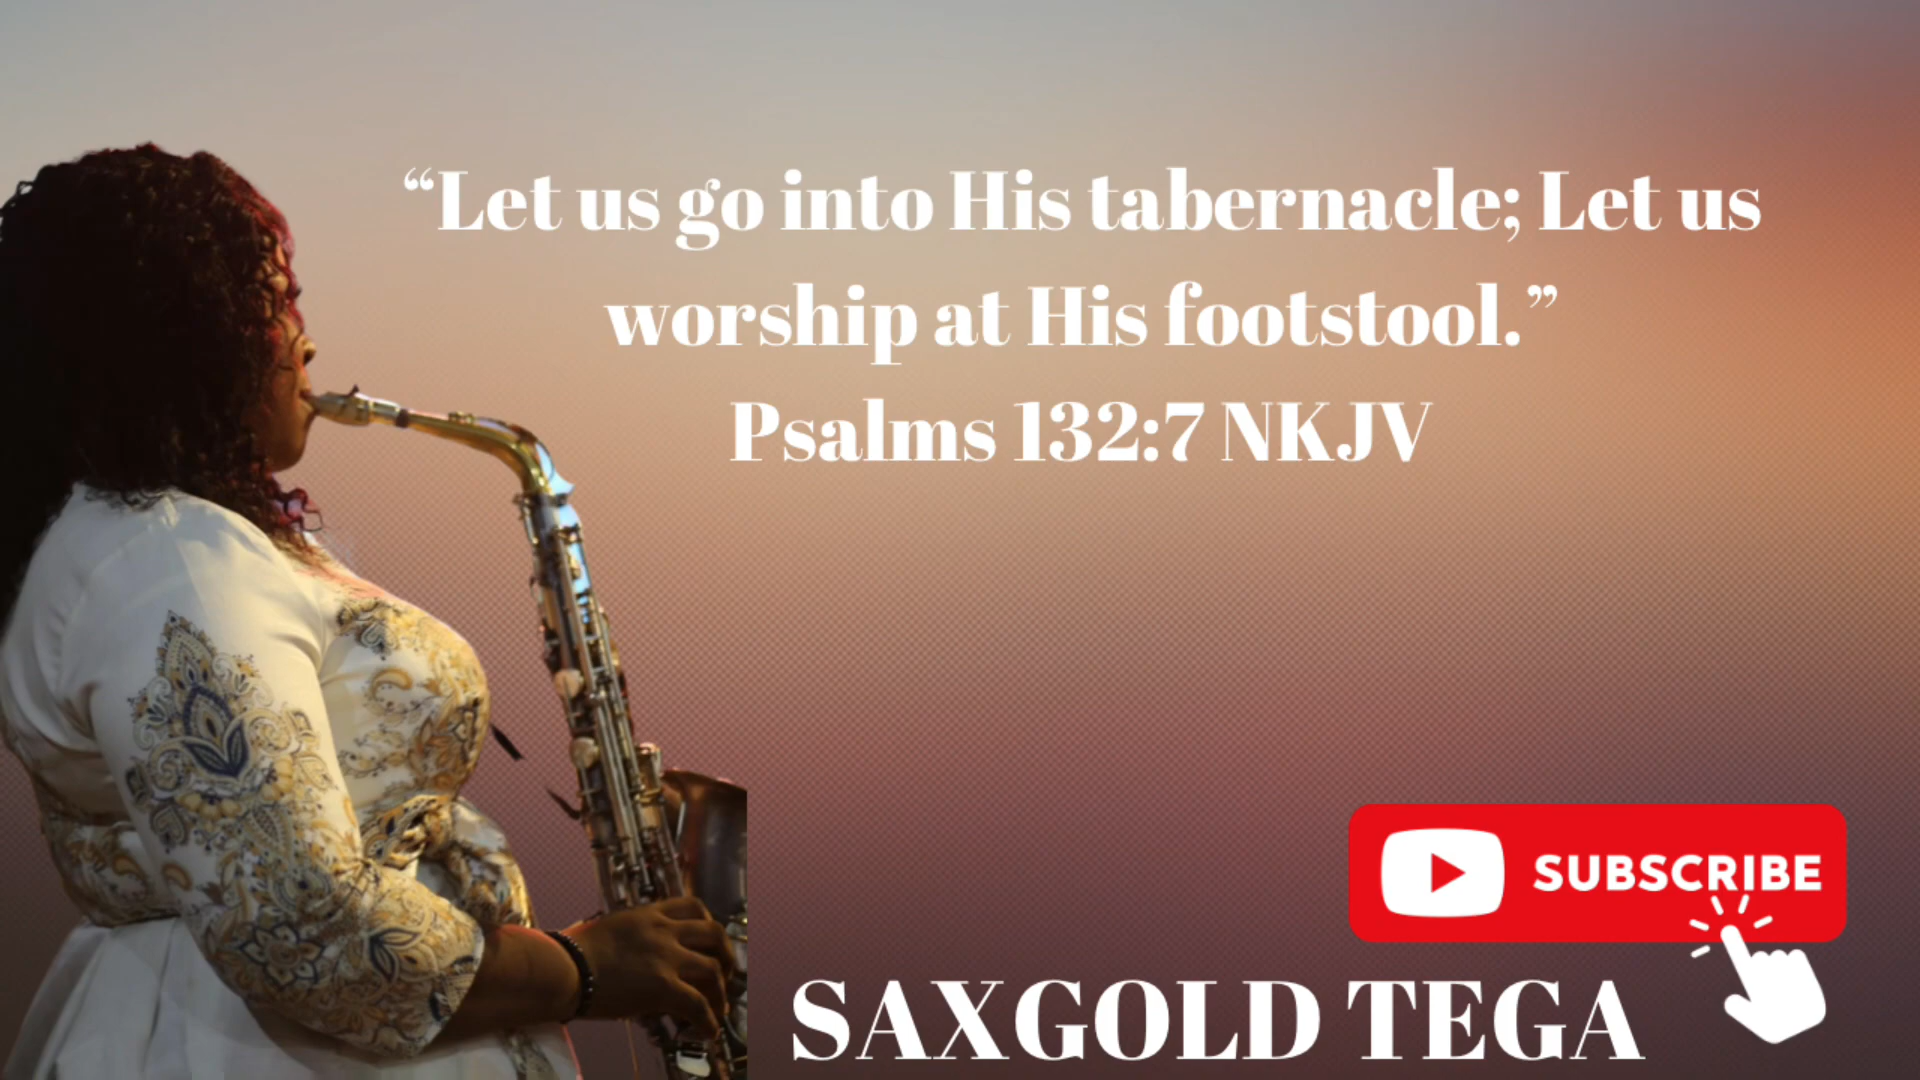 “Let us go into His tabernacle; Let us
worship at His footstool.”
Psalms 132:7 NKJV
SUBSCRIBE
SAXGOLD TEGA